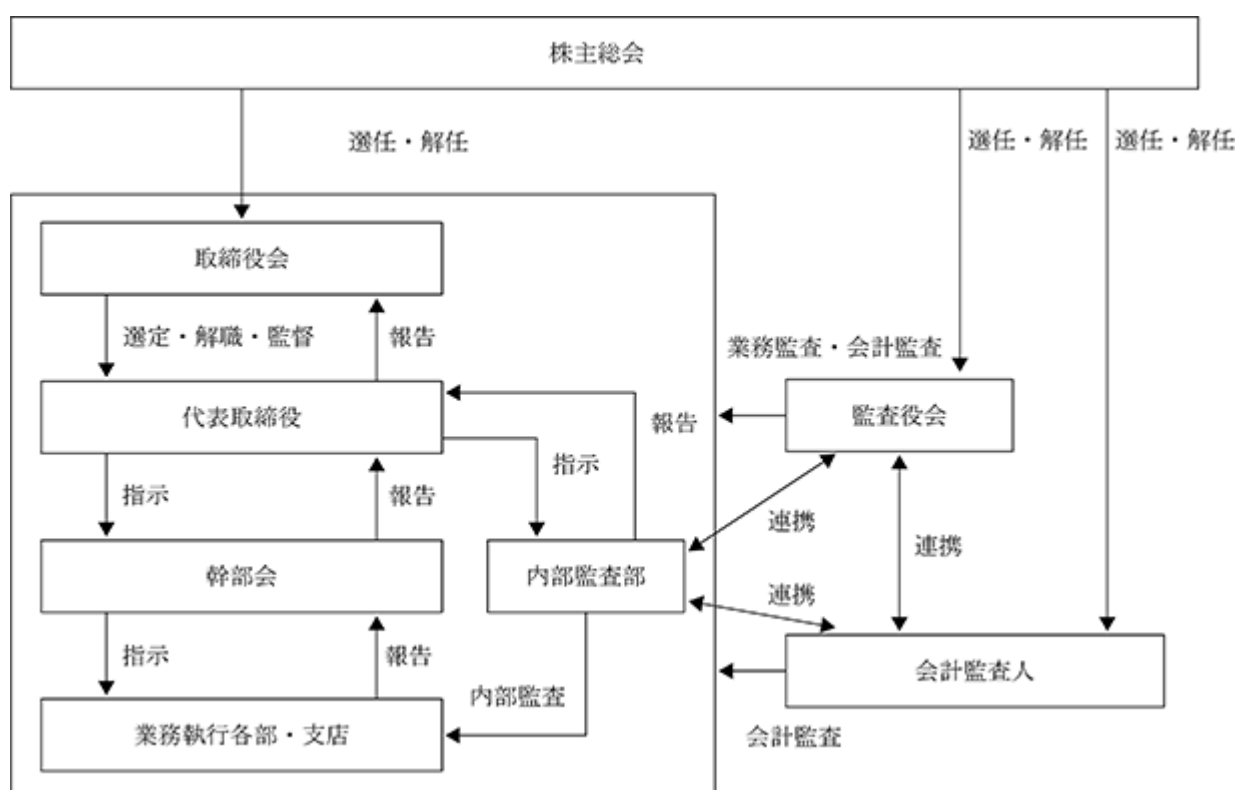 株主総会
選任・解任
選任・解任
選任・解任
取締役会
選定・解職・監督
報告
業務監査・会計監査
代表取締役
監査役会
報告
指示
指示
報告
連携
連携
幹部会
内部監査部
連携
指示
報告
会計監査人
内部監査
業務執行各部・支店
会計監査